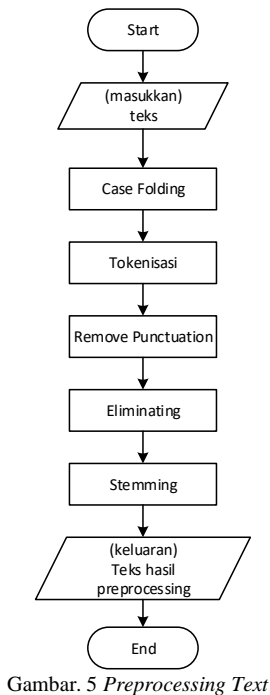 Start
(masukkan)
teks
Case Folding
Tokenisasi
Remove Punctuation
Eliminating
Stemming
(keluaran)
Teks hasil
preprocessing
End
Gambar. 5 Preprocessing Text